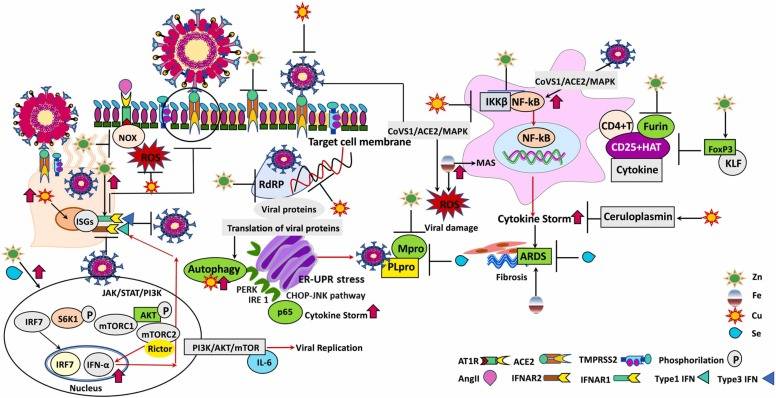 CoVS1/ACE2/MAPK
IKKβ
NF-kB
NOX
CoVS1/ACE2/MAPK
NF-kB
CD4+T
Furin
Target cell membrane
CD25+HAT
FoxP3
ROS
MAS
KLF
Cytokine
RdRP
ROS
Viral proteins
Viral damage
ISGs
Cytokine Storm
Ceruloplasmin
Translation of viral proteins
Mpro
Autophagy
ER-UPR stress
PLpro
ARDS
PERK
IRE 1
CHOP-JNK pathway
Fibrosis
Zn
JAK/STAT/PI3K
p65
Cytokine Storm
Fe
IRF7
S6K1
P
AKT
P
mTORC1
mTORC2
Cu
Rictor
PI3K/AKT/mTOR
Viral Replication
Se
IRF7
IFN-α
IL-6
Nucleus
AT1R
ACE2
TMPRSS2
Phosphorilation
P
AngII
IFNAR2
IFNAR1
Type1 IFN
Type3 IFN